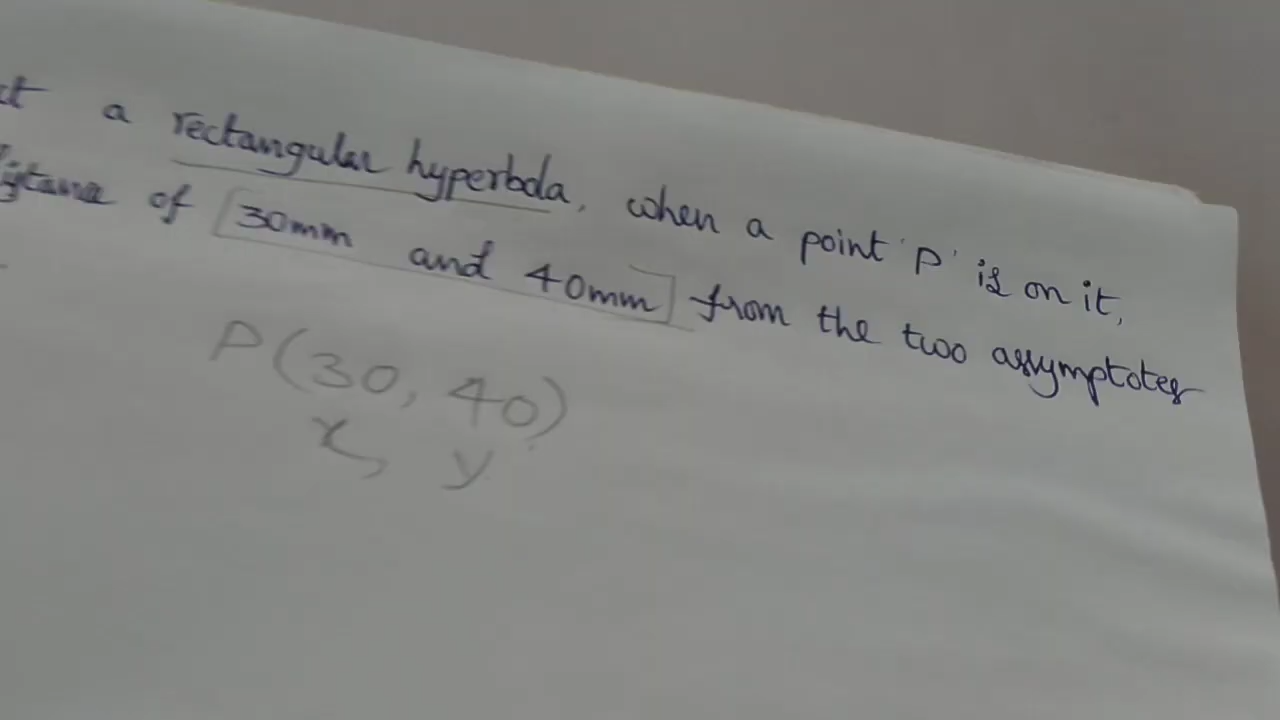 a rectangular hyperbola, when a point 'P' is on it,
of 30mm and 40mm from the two assymptotes
P(30, 40)
x, y